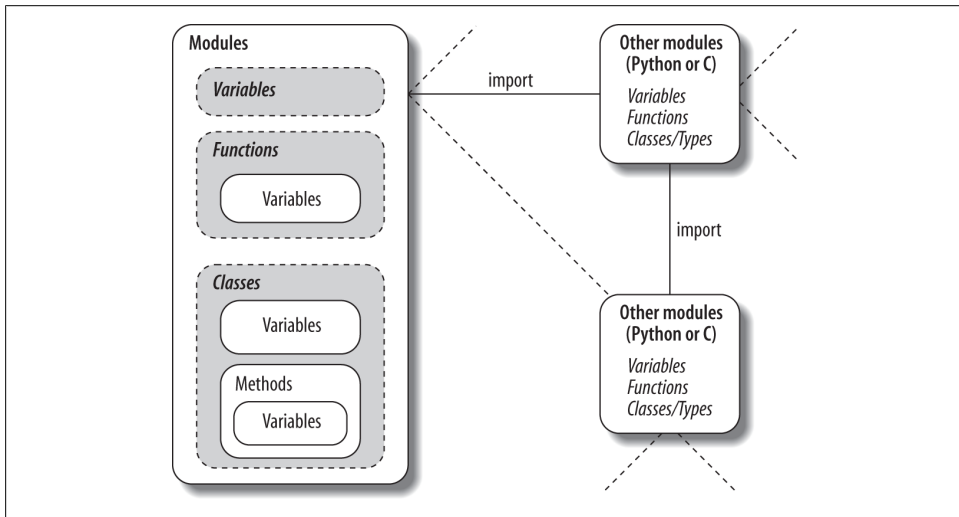 Modules
Variables
Functions
Variables
Classes
Variables
Methods
Variables
import
Other modules
(Python or C)
Variables
Functions
Classes/Types
import
Other modules
(Python or C)
Variables
Functions
Classes/Types